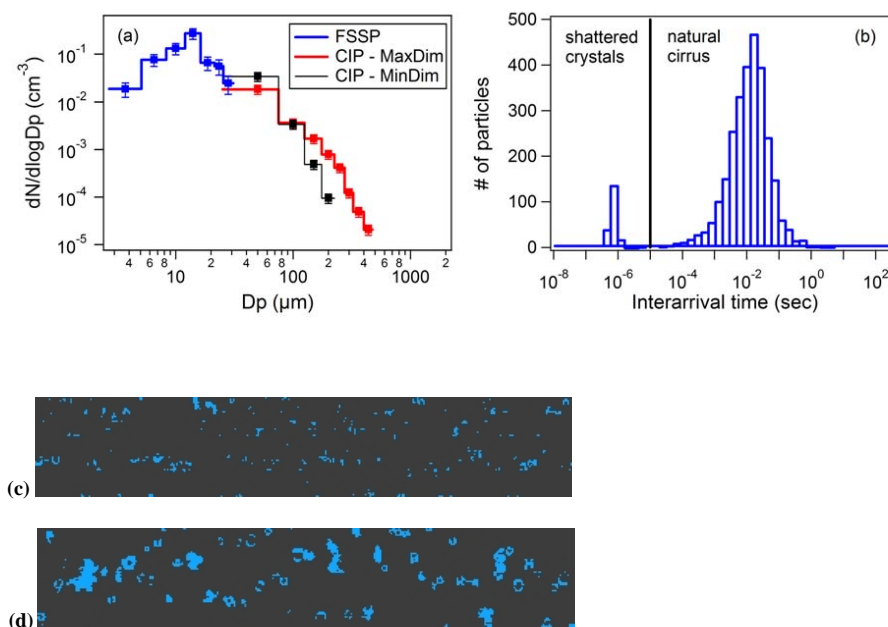 (a)
FSSP
CIP - MaxDim
CIP - MinDim
dN/dlogDp (cm⁻³)
10⁻¹
10⁻²
10⁻³
10⁻⁴
10⁻⁵
4 6 8 10 2 4 6 8 100 2 4 6 8 1000 2
Dp (µm)
(b)
shattered crystals
natural cirrus
# of particles
500
400
300
200
100
0
10⁻⁸ 10⁻⁶ 10⁻⁴ 10⁻² 10⁰ 10²
Interarrival time (sec)
(c)
(d)